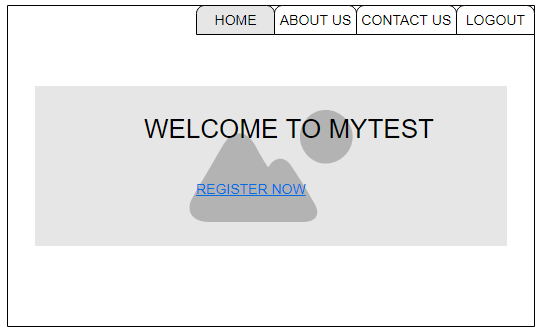 HOME ABOUT US CONTACT US LOGOUT
WELCOME TO MYTEST
REGISTER NOW